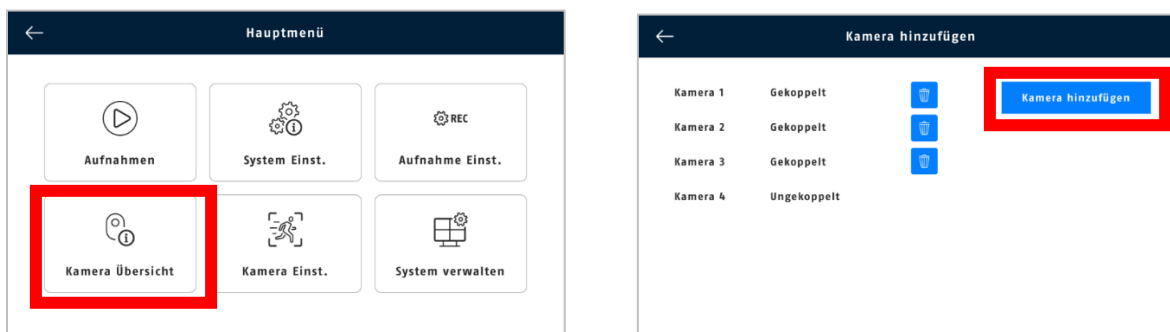 Hauptmenü
REC
Aufnahmen
System Einst.
Aufnahme Einst.
Kamera Übersicht
Kamera Einst.
System verwalten
Kamera hinzufügen
Kamera 1 Gekoppelt
Kamera hinzufügen
Kamera 2 Gekoppelt
Kamera 3 Gekoppelt
Kamera 4 Ungekoppelt